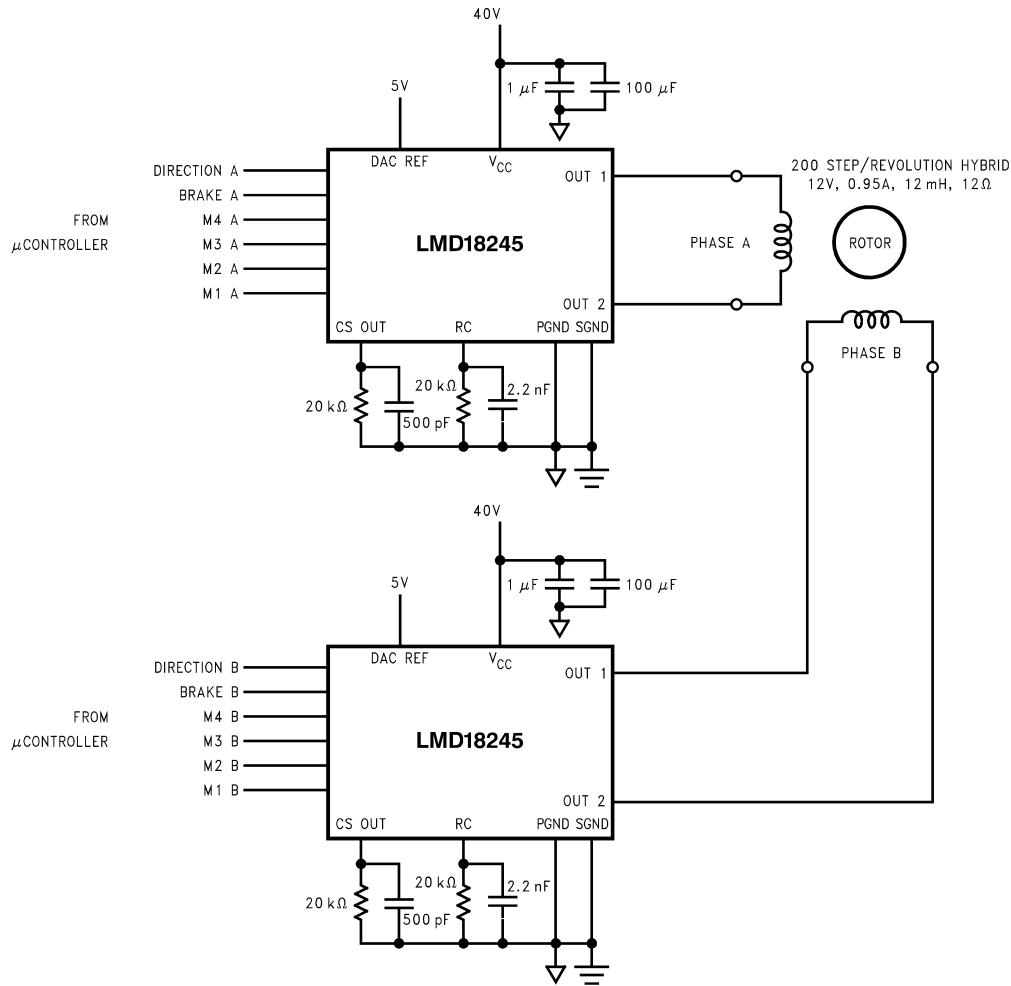 40V
1 μF
100 μF
5V
DAC REF
VCC
DIRECTION A
BRAKE A
M4 A
M3 A
M2 A
M1 A
FROM
μCONTROLLER
LMD18245
OUT 1
OUT 2
CS OUT
RC
PGND
SGND
20 kΩ
500 pF
20 kΩ
2.2 nF
PHASE A
200 STEP/REVOLUTION HYBRID
12V, 0.95A, 12 mH, 12Ω
ROTOR
PHASE B
40V
1 μF
100 μF
5V
DAC REF
VCC
DIRECTION B
BRAKE B
M4 B
M3 B
M2 B
M1 B
FROM
μCONTROLLER
LMD18245
OUT 1
OUT 2
CS OUT
RC
PGND
SGND
20 kΩ
500 pF
20 kΩ
2.2 nF